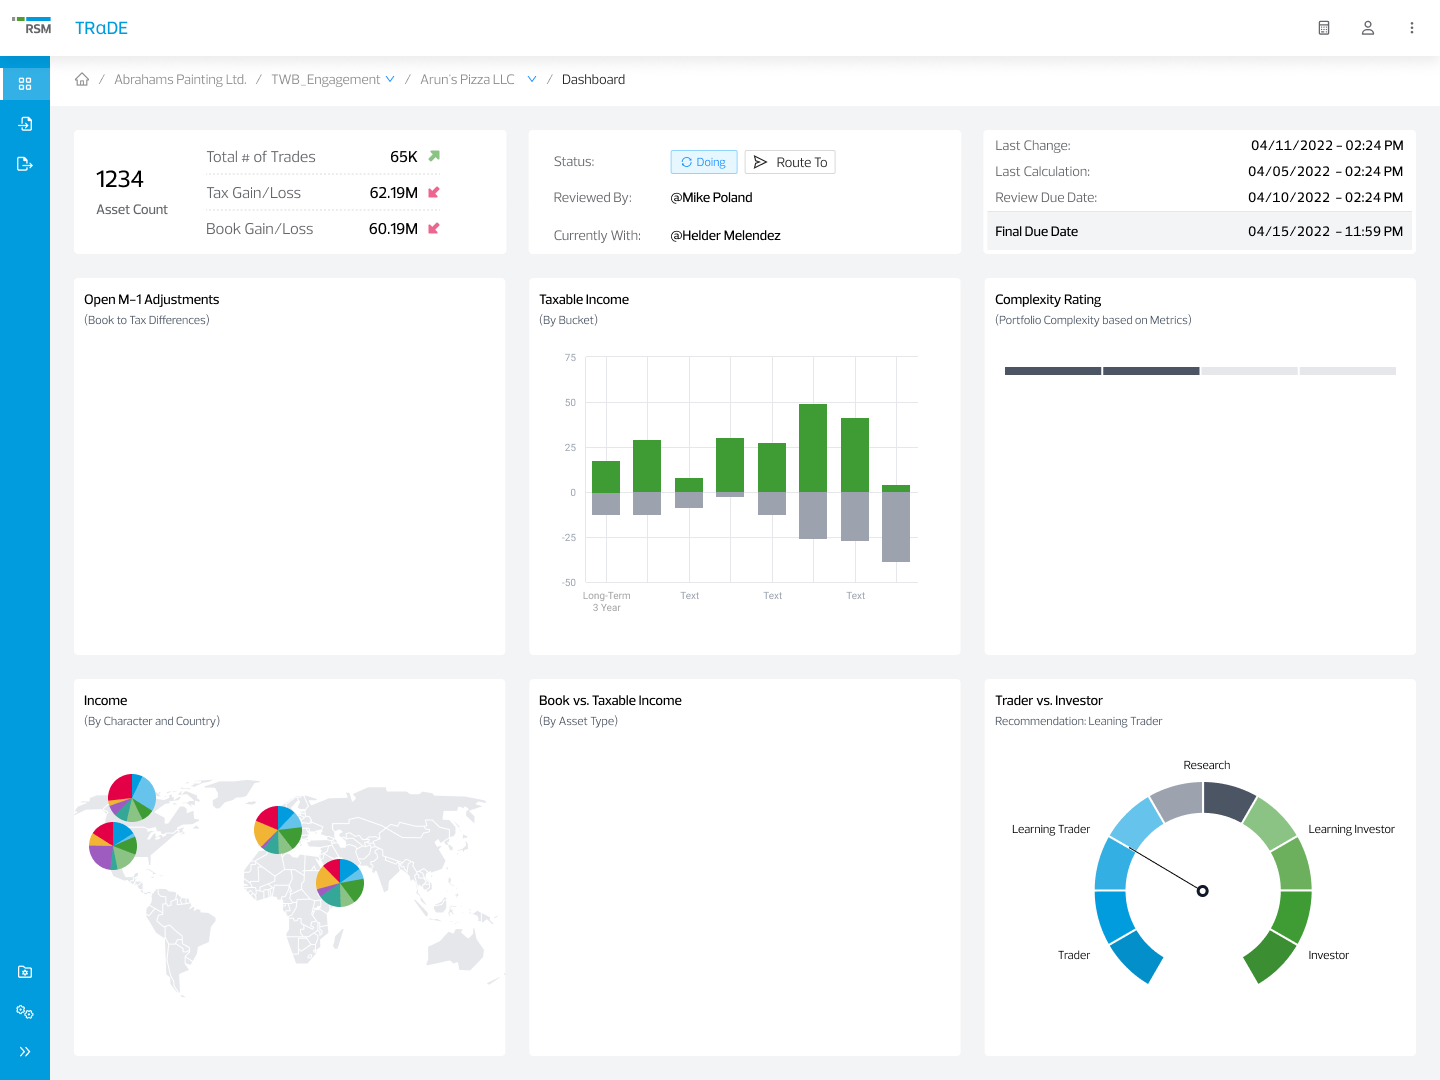 RSM
TRaDE
/ Abrahams Painting Ltd. / TWB_Engagement / Arun's Pizza LLC / Dashboard
1234
Asset Count
Total # of Trades 65K
Tax Gain/Loss 62.19M
Book Gain/Loss 60.19M
Status: Doing Route To
Reviewed By: @Mike Poland
Currently With: @Helder Melendez
Last Change: 04/11/2022 - 02:24 PM
Last Calculation: 04/05/2022 - 02:24 PM
Review Due Date: 04/10/2022 - 02:24 PM
Final Due Date 04/15/2022 - 11:59 PM
Open M-1 Adjustments
(Book to Tax Differences)
Taxable Income
(By Bucket)
75
50
25
0
-25
-50
Long-Term
3 Year
Text
Text
Text
Complexity Rating
(Portfolio Complexity based on Metrics)
Income
(By Character and Country)
Book vs. Taxable Income
(By Asset Type)
Trader vs. Investor
Recommendation: Leaning Trader
Research
Learning Trader
Learning Investor
Trader
Investor